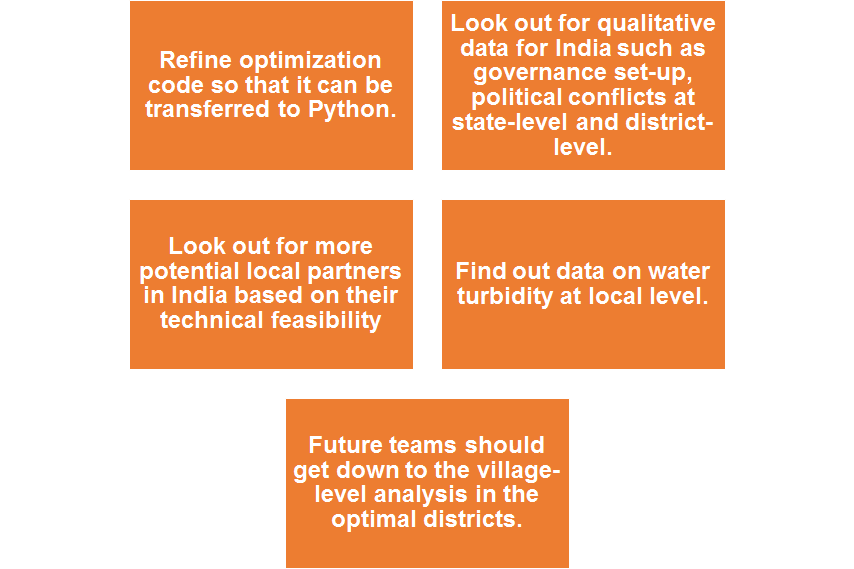 Refine optimization
code so that it can be
transferred to Python.
Look out for qualitative
data for India such as
governance set-up,
political conflicts at
state-level and district-
level.
Look out for more
potential local partners
in India based on their
technical feasibility
Find out data on water
turbidity at local level.
Future teams should
get down to the village-
level analysis in the
optimal districts.